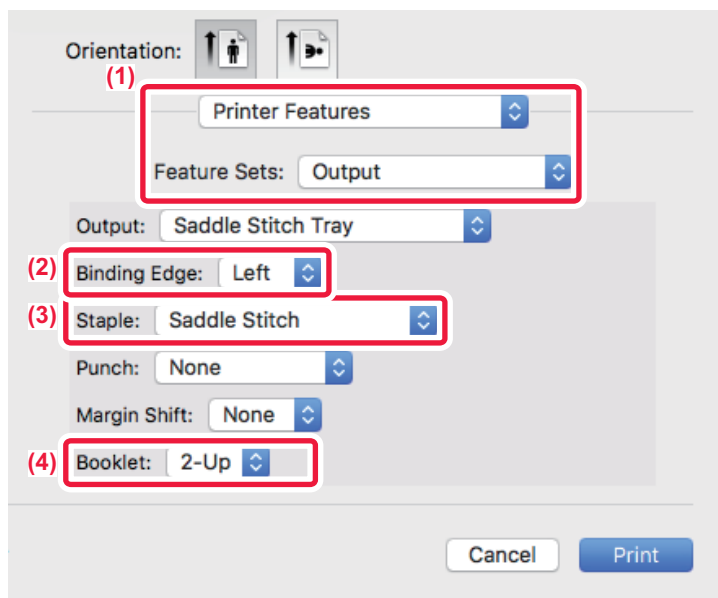 Orientation:
(1)
Printer Features
Feature Sets: Output
Output: Saddle Stitch Tray
(2) Binding Edge: Left
(3) Staple: Saddle Stitch
Punch: None
Margin Shift: None
(4) Booklet: 2-Up
Cancel Print